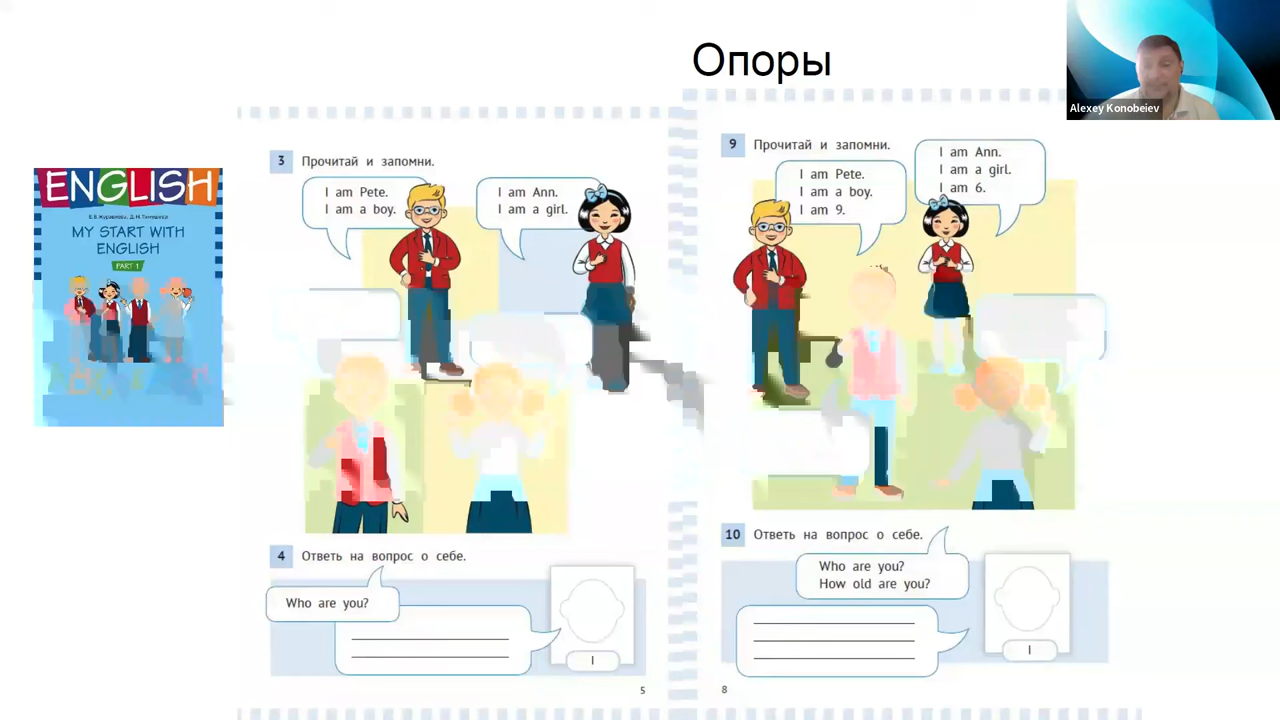 Опоры
Alexey Konobeiev
ENGLISH
MY START WITH
ENGLISH
PART 1
3 Прочитай и запомни.
I am Pete.
I am a boy.
I am Ann.
I am a girl.
4 Ответь на вопрос о себе.
Who are you?
I
5
9 Прочитай и запомни.
I am Pete.
I am a boy.
I am 9.
I am Ann.
I am a girl.
I am 6.
10 Ответь на вопрос о себе.
Who are you?
How old are you?
I
8